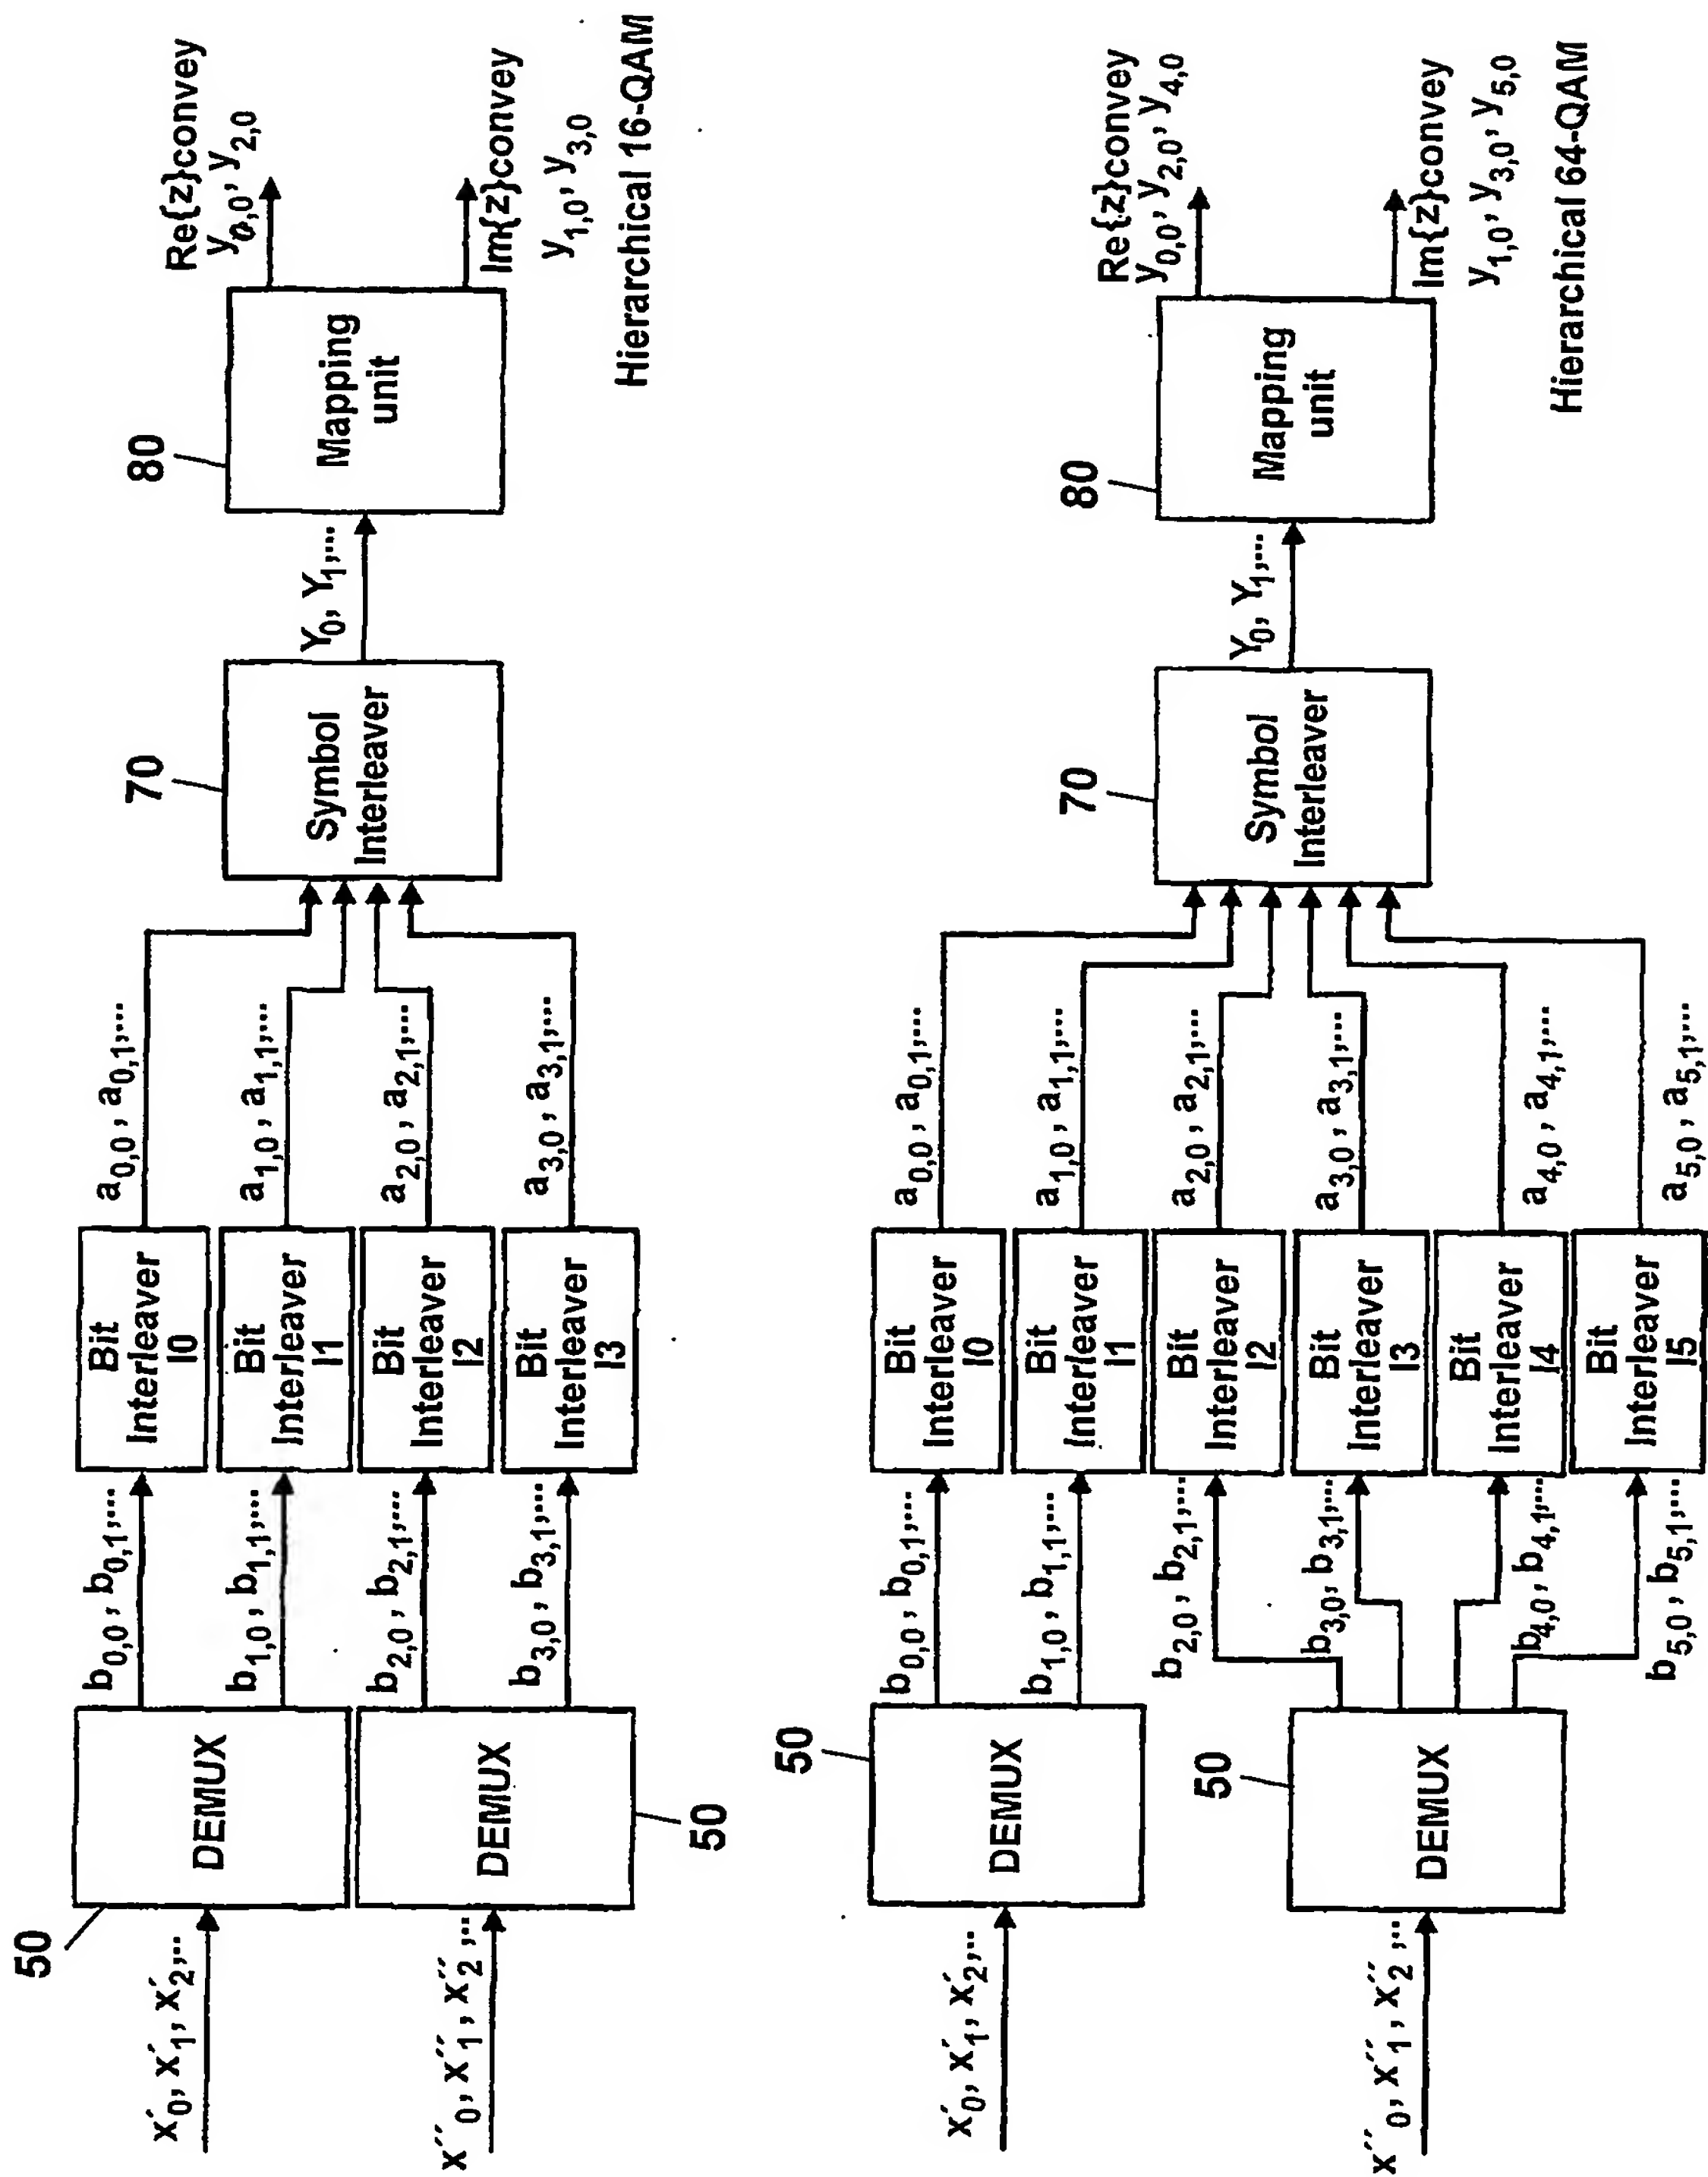 50
x′0, x′1, x′2,..
x′′0, x′′1, x′′2,..
DEMUX
DEMUX
50
b0,0, b0,1,...
b1,0, b1,1,...
b2,0, b2,1,...
b3,0, b3,1,...
Bit
Interleaver
I0
Bit
Interleaver
I1
Bit
Interleaver
I2
Bit
Interleaver
I3
a0,0, a0,1,...
a1,0, a1,1,...
a2,0, a2,1,...
a3,0, a3,1,...
70
Symbol
Interleaver
Y0, Y1,...
80
Mapping
unit
Re{z}convey
y0,0, y2,0
Im{z}convey
y1,0, y3,0
Hierarchical 16-QAM
x′0, x′1, x′2,..
x′′0, x′′1, x′′2,..
50
DEMUX
50
DEMUX
b0,0, b0,1,...
b1,0, b1,1,...
b2,0, b2,1,...
b3,0, b3,1,...
b4,0, b4,1,...
b5,0, b5,1,...
Bit
Interleaver
I0
Bit
Interleaver
I1
Bit
Interleaver
I2
Bit
Interleaver
I3
Bit
Interleaver
I4
Bit
Interleaver
I5
a0,0, a0,1,...
a1,0, a1,1,...
a2,0, a2,1,...
a3,0, a3,1,...
a4,0, a4,1,...
a5,0, a5,1,...
70
Symbol
Interleaver
Y0, Y1,...
80
Mapping
unit
Re{z}convey
y0,0, y2,0, y4,0
Im{z}convey
y1,0, y3,0, y5,0
Hierarchical 64-QAM